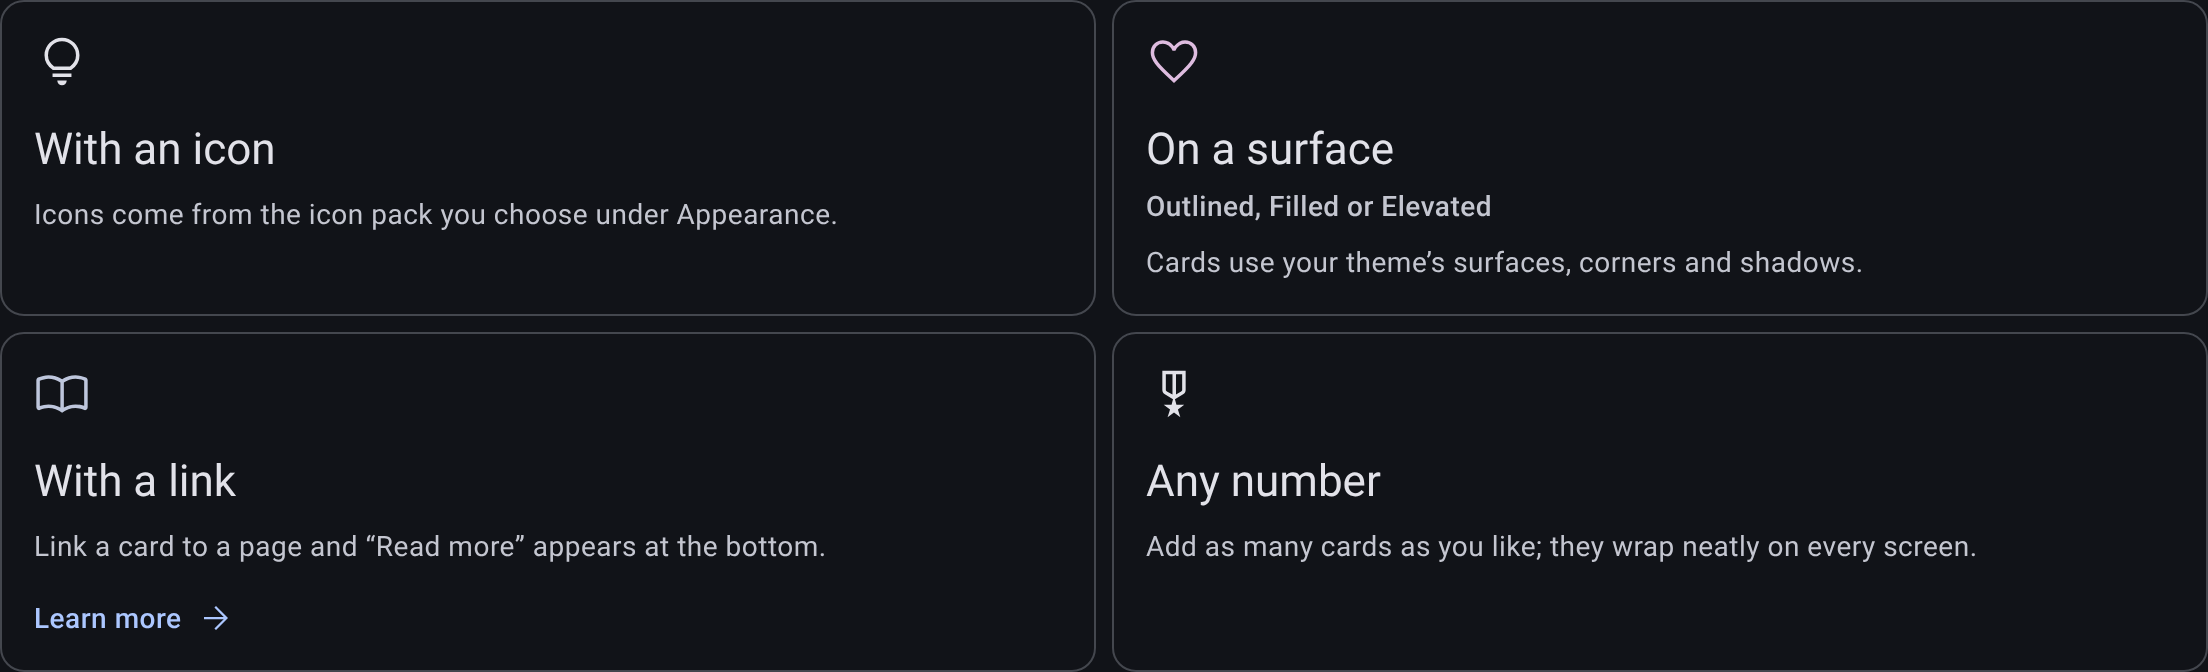 With an icon
Icons come from the icon pack you choose under Appearance.
On a surface
Outlined, Filled or Elevated
Cards use your theme’s surfaces, corners and shadows.
With a link
Link a card to a page and “Read more” appears at the bottom.
Learn more
Any number
Add as many cards as you like; they wrap neatly on every screen.